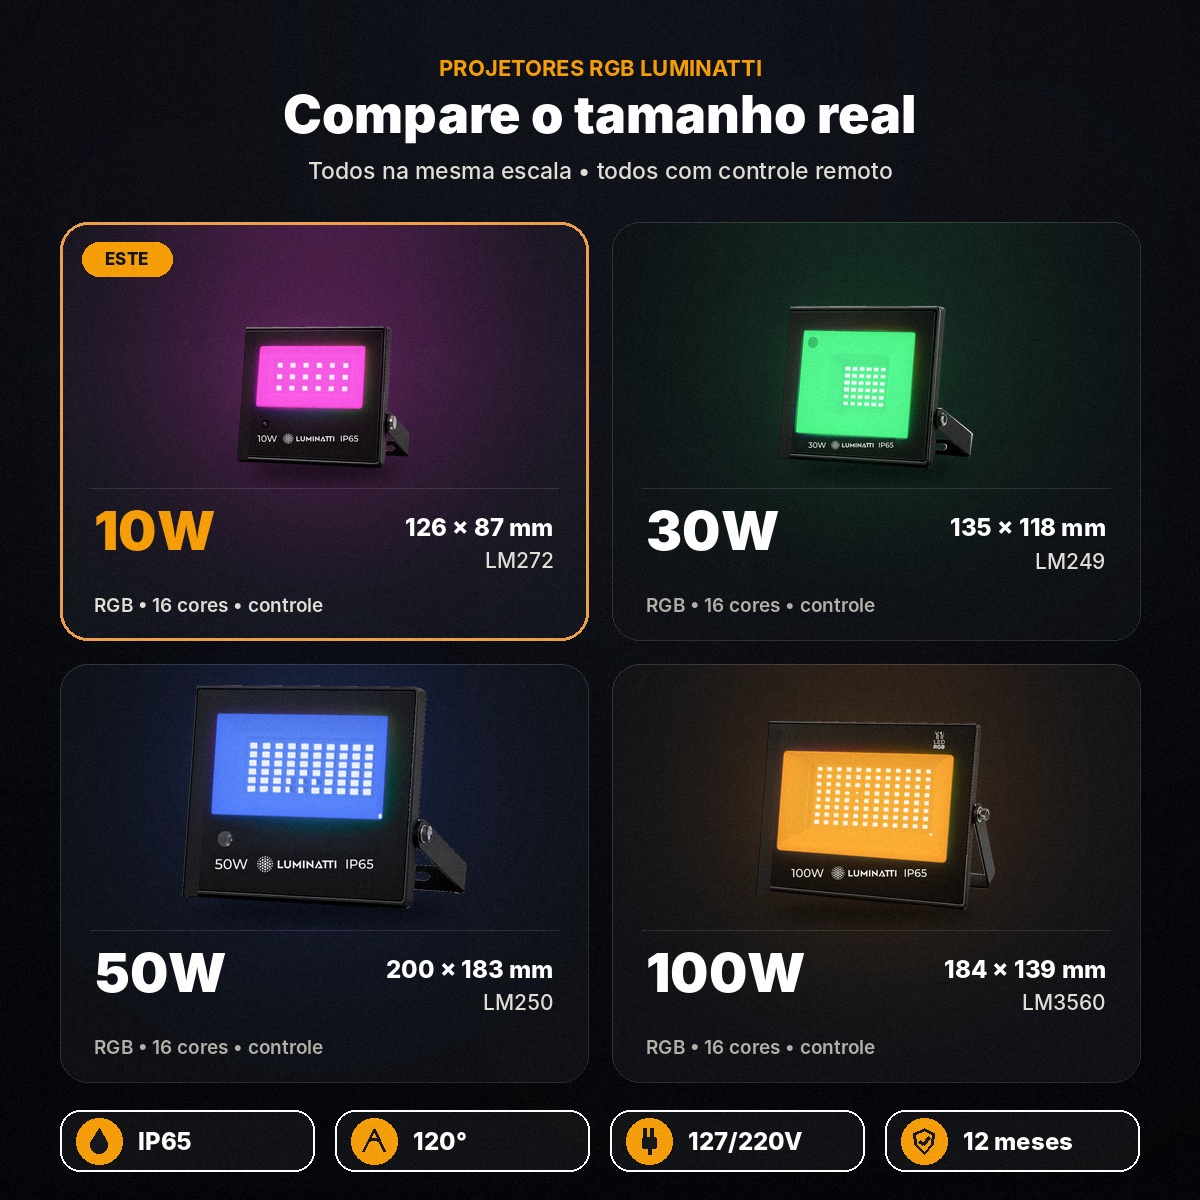 PROJETORES RGB LUMINATTI
Compare o tamanho real
Todos na mesma escala • todos com controle remoto
ESTE
10W LUMINATTI IP65
10W
126 × 87 mm
LM272
RGB • 16 cores • controle
30W LUMINATTI IP65
30W
135 × 118 mm
LM249
RGB • 16 cores • controle
50W LUMINATTI IP65
50W
200 × 183 mm
LM250
RGB • 16 cores • controle
LED
RGB
100W LUMINATTI IP65
100W
184 × 139 mm
LM3560
RGB • 16 cores • controle
IP65
120°
127/220V
12 meses